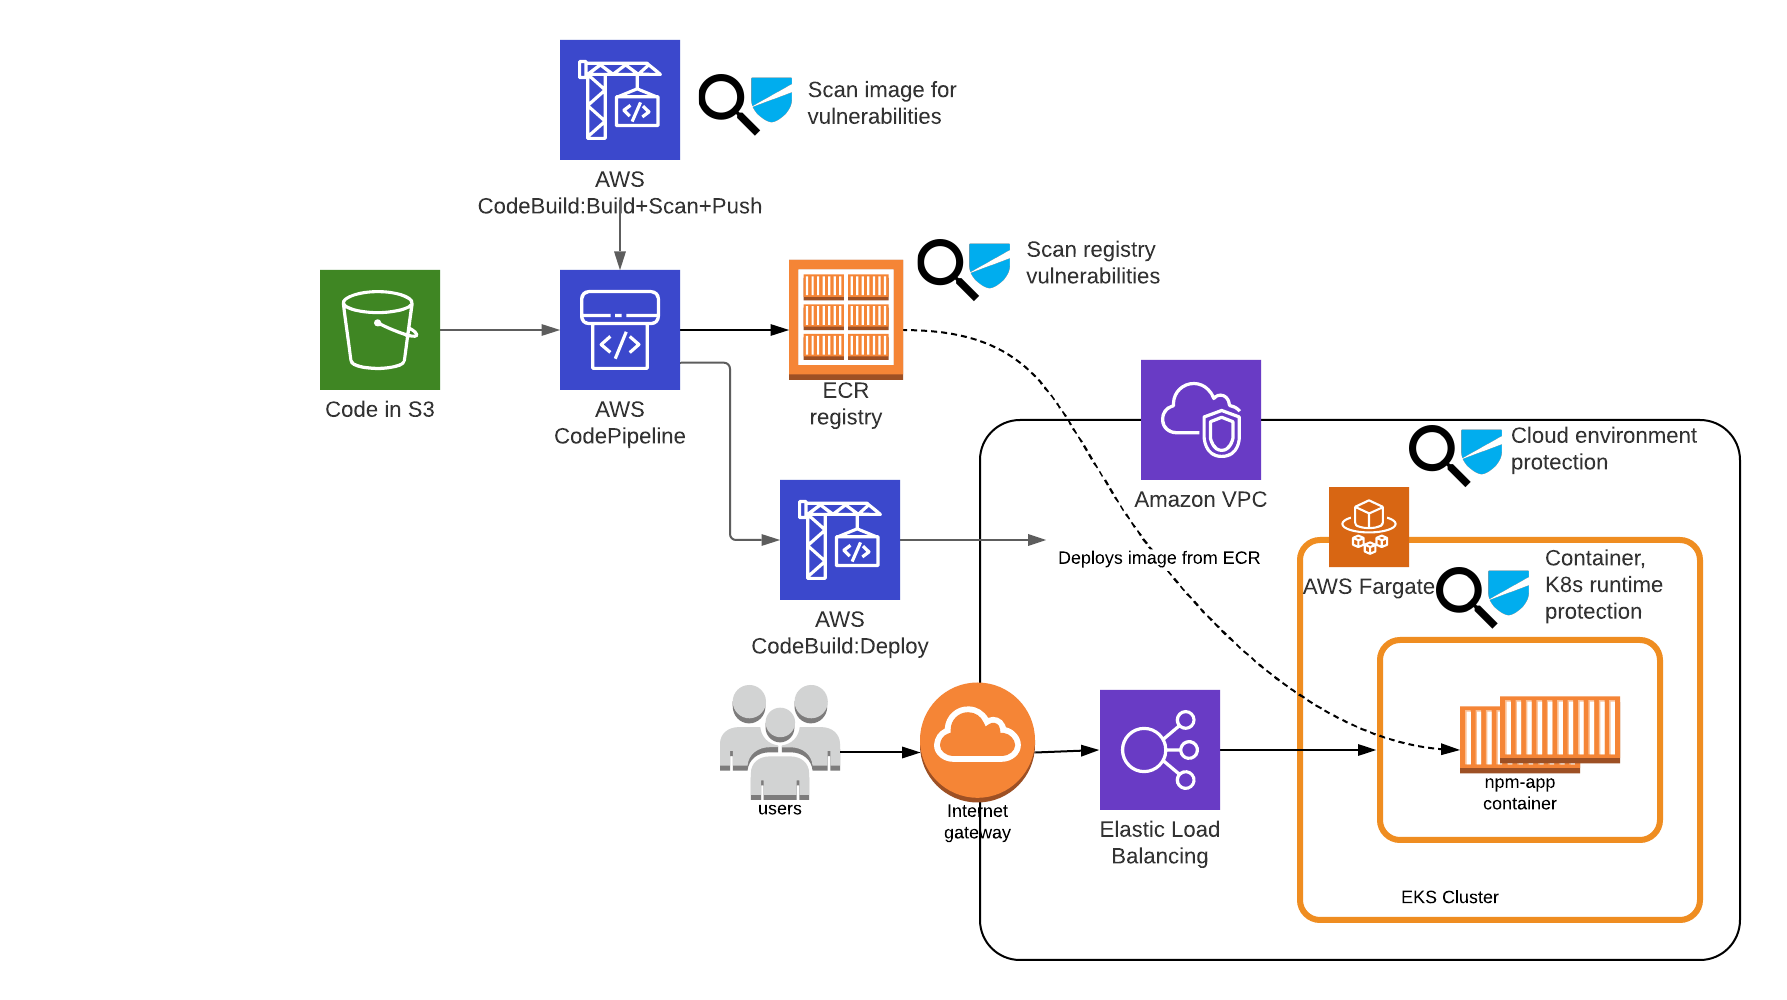 Scan image for
vulnerabilities
AWS
CodeBuild:Build+Scan+Push
Scan registry
vulnerabilities
Code in S3
AWS
CodePipeline
ECR
registry
Cloud environment
protection
Amazon VPC
Deploys image from ECR
Container,
K8s runtime
protection
AWS Fargate
AWS
CodeBuild:Deploy
users
Internet
gateway
Elastic Load
Balancing
npm-app
container
EKS Cluster